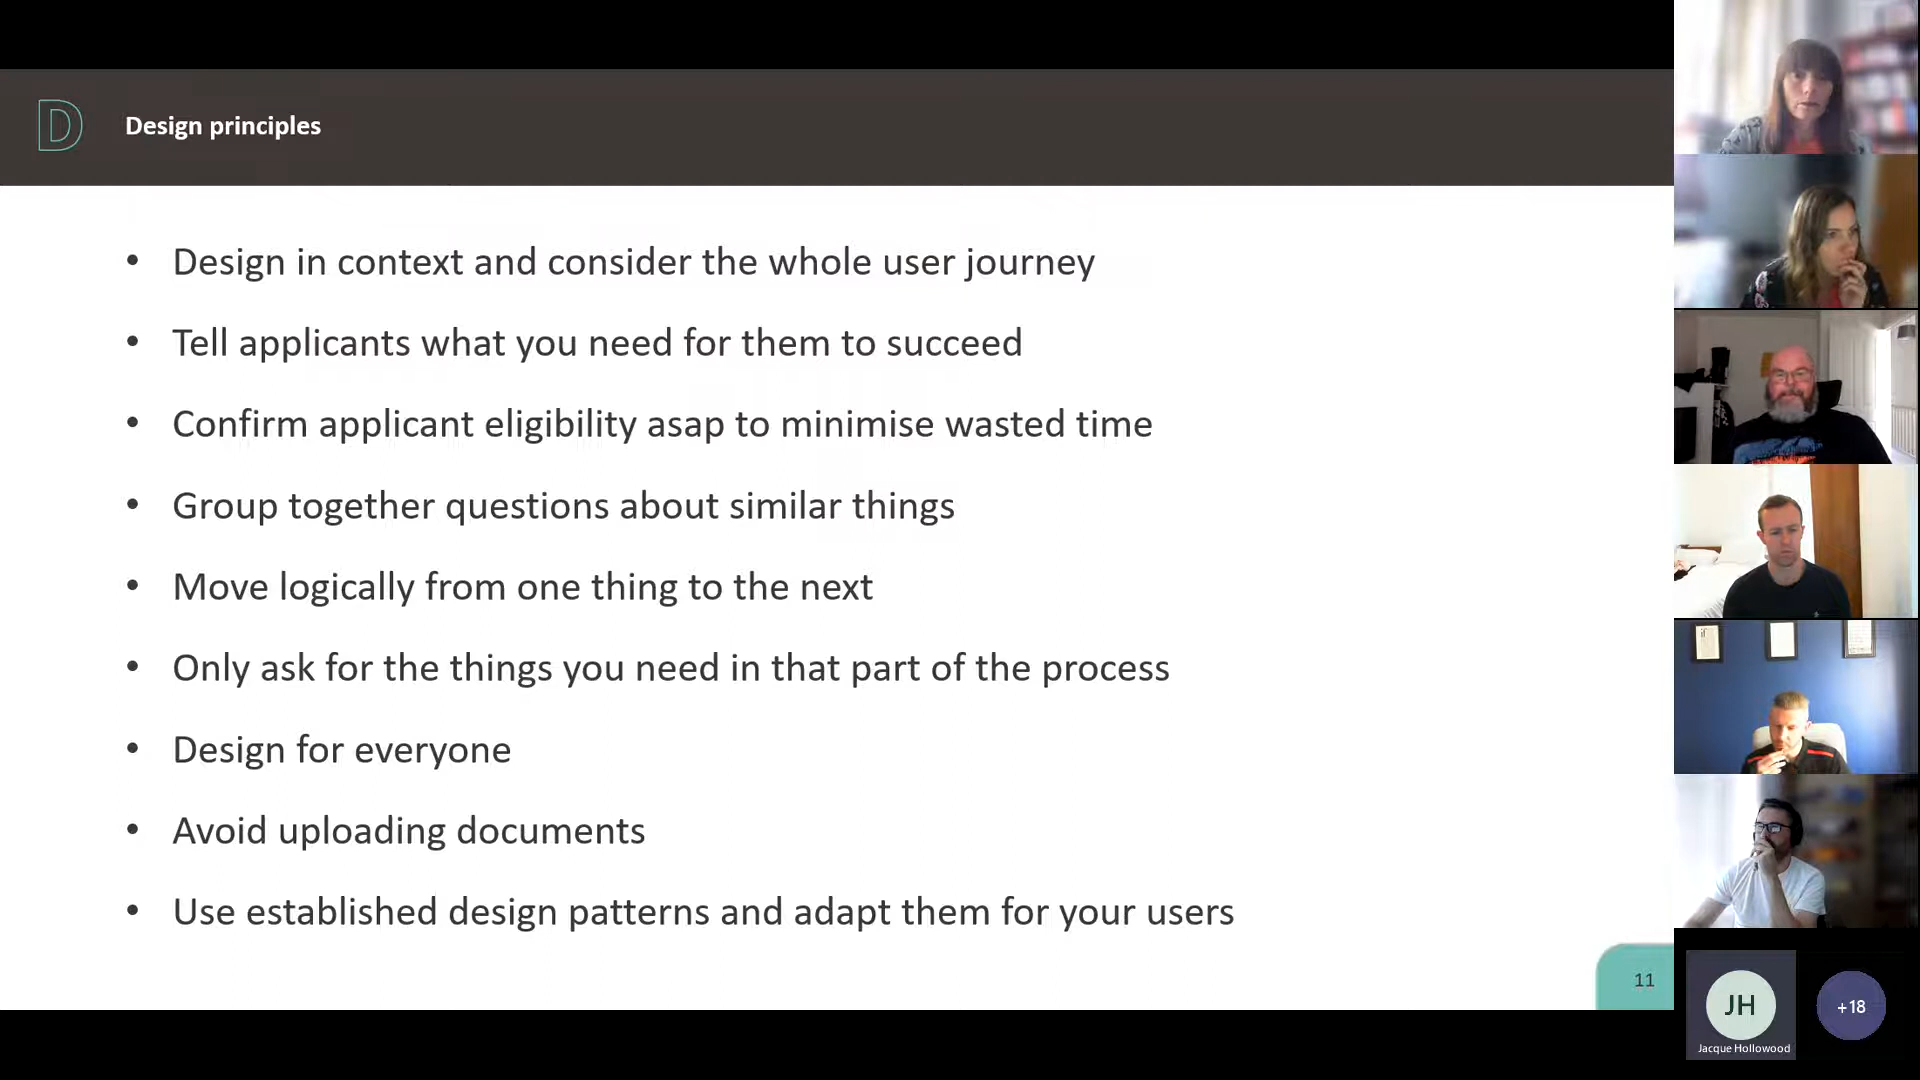 D
Design principles
• Design in context and consider the whole user journey
• Tell applicants what you need for them to succeed
• Confirm applicant eligibility asap to minimise wasted time
• Group together questions about similar things
• Move logically from one thing to the next
• Only ask for the things you need in that part of the process
• Design for everyone
• Avoid uploading documents
• Use established design patterns and adapt them for your users
11
if
JH
Jacque Hollowood
+18